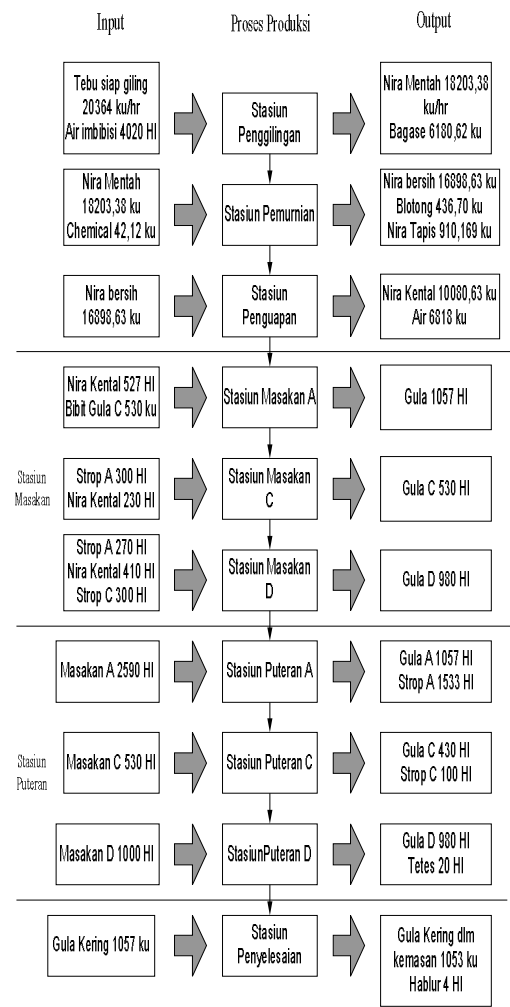 Input
Proses Produksi
Output
Tebu siap giling
20364 ku/hr
Air imbibisi 4020 Hl
Stasiun
Penggilingan
Nira Mentah 18203,38
ku/hr
Bagase 6180,62 ku
Nira Mentah
18203,38 ku
Chemical 42,12 ku
Stasiun Pemurnian
Nira bersih 16898,63 ku
Blotong 436,70 ku
Nira Tapis 910,169 ku
Nira bersih
16898,63 ku
Stasiun
Penguapan
Nira Kental 10080,63 ku
Air 6818 ku
Stasiun
Masakan
Nira Kental 527 Hl
Bibit Gula C 530 ku
Stasiun Masakan A
Gula 1057 Hl
Strop A 300 Hl
Nira Kental 230 Hl
Stasiun Masakan
C
Gula C 530 Hl
Strop A 270 Hl
Nira Kental 410 Hl
Strop C 300 Hl
Stasiun Masakan
D
Gula D 980 Hl
Stasiun
Puteran
Masakan A 2590 Hl
Stasiun Puteran A
Gula A 1057 Hl
Strop A 1533 Hl
Masakan C 530 Hl
Stasiun Puteran C
Gula C 430 Hl
Strop C 100 Hl
Masakan D 1000 Hl
StasiunPuteran D
Gula D 980 Hl
Tetes 20 Hl
Gula Kering 1057 ku
Stasiun
Penyelesaian
Gula Kering dlm
kemasan 1053 ku
Hablur 4 Hl